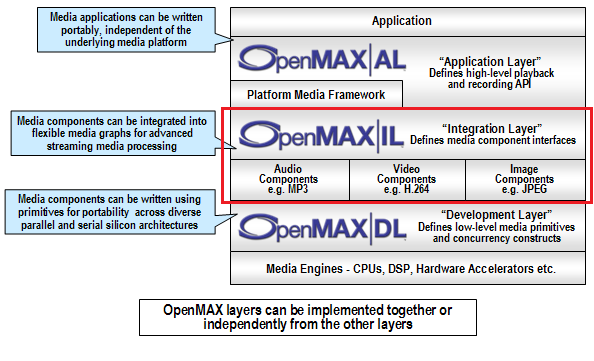 Media applications can be written
portably, independent of the
underlying media platform
Application
OpenMAX|AL
“Application Layer”
Defines high-level playback
and recording API
Platform Media Framework
Media components can be integrated into
flexible media graphs for advanced
streaming media processing
OpenMAX|IL
“Integration Layer”
Defines media component interfaces
Audio
Components
e.g. MP3
Video
Components
e.g. H.264
Image
Components
e.g. JPEG
Media components can be written using
primitives for portability across diverse
parallel and serial silicon architectures
OpenMAX|DL
“Development Layer”
Defines low-level media primitives
and concurrency constructs
Media Engines - CPUs, DSP, Hardware Accelerators etc.
OpenMAX layers can be implemented together or
independently from the other layers